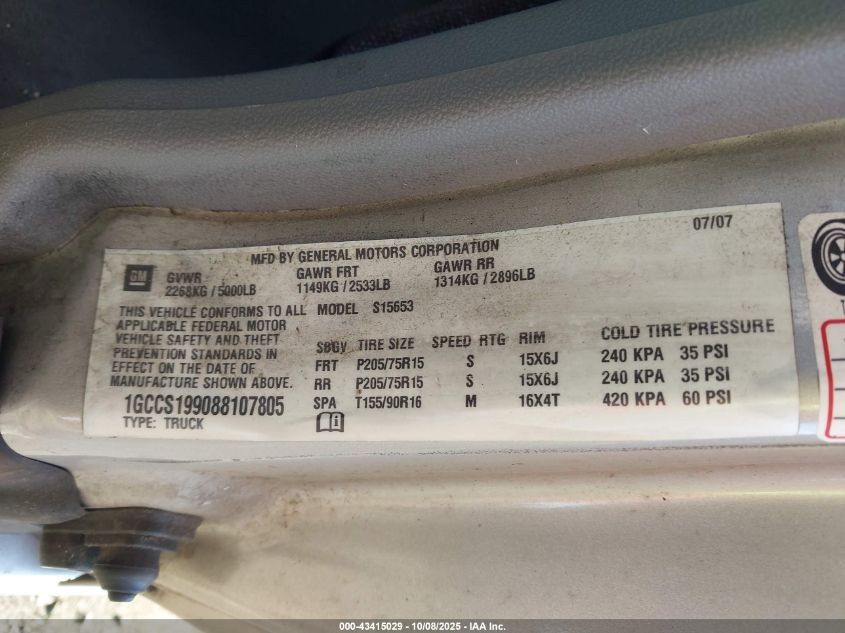 07/07
MFD BY GENERAL MOTORS CORPORATION
GM
GVWR GAWR FRT GAWR RR
2268KG / 5000LB 1149KG / 2533LB 1314KG / 2896LB
THIS VEHICLE CONFORMS TO ALL MODEL S15653
APPLICABLE FEDERAL MOTOR
VEHICLE SAFETY AND THEFT
PREVENTION STANDARDS IN
EFFECT ON THE DATE OF
MANUFACTURE SHOWN ABOVE.
SBGV TIRE SIZE SPEED RTG RIM COLD TIRE PRESSURE
FRT P205/75R15 S 15X6J 240 KPA 35 PSI
RR P205/75R15 S 15X6J 240 KPA 35 PSI
SPA T155/90R16 M 16X4T 420 KPA 60 PSI
1GCCS199088107805
TYPE: TRUCK
000-43415029 - 10/08/2025 - IAA Inc.